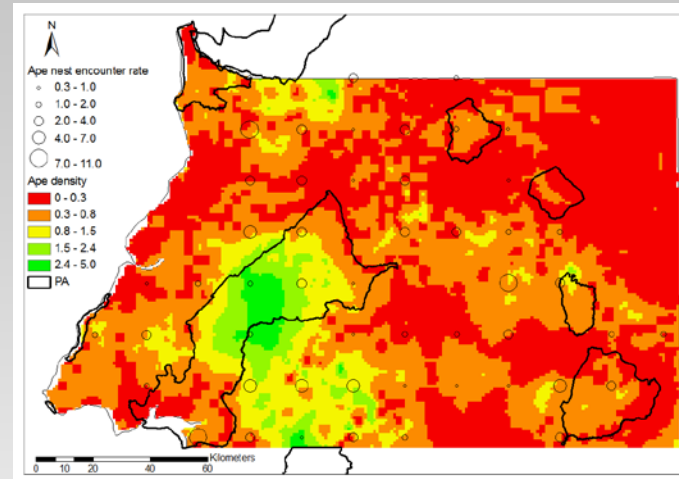 N
Ape nest encounter rate
0.3 - 1.0
1.0 - 2.0
2.0 - 4.0
4.0 - 7.0
7.0 - 11.0
Ape density
0 - 0.3
0.3 - 0.8
0.8 - 1.5
1.5 - 2.4
2.4 - 5.0
PA
Kilometers
0 10 20 40 60